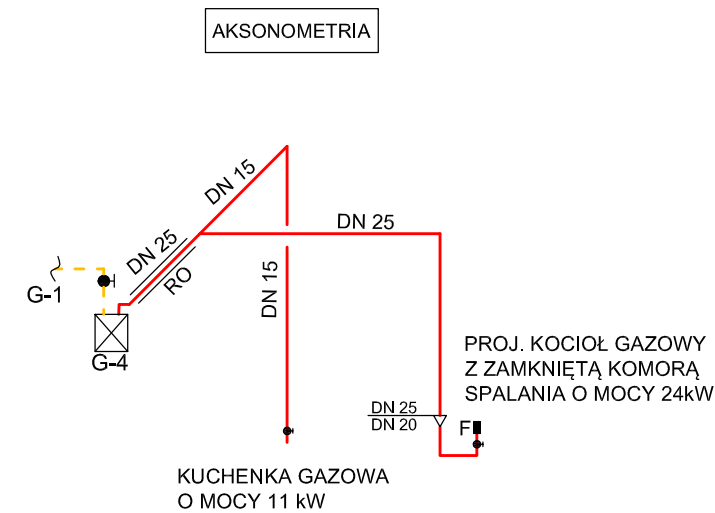 AKSONOMETRIA
DN 15
DN 25
DN 25
RO
G-1
DN 15
G-4
PROJ. KOCIOŁ GAZOWY
Z ZAMKNIĘTĄ KOMORĄ
SPALANIA O MOCY 24kW
DN 25
DN 20
F
KUCHENKA GAZOWA
O MOCY 11 kW